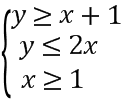 y ≥ x + 1
y ≤ 2x
x ≥ 1